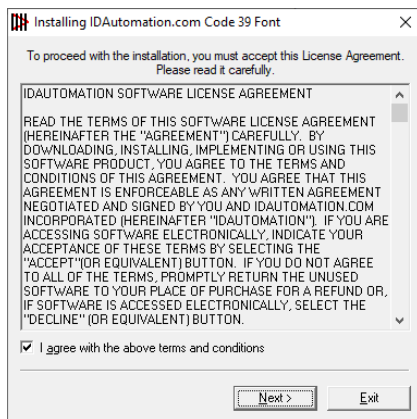 Installing IDAutomation.com Code 39 Font
To proceed with the installation, you must accept this License Agreement.
Please read it carefully.
IDAUTOMATION SOFTWARE LICENSE AGREEMENT
READ THE TERMS OF THIS SOFTWARE LICENSE AGREEMENT
(HEREINAFTER THE "AGREEMENT") CAREFULLY.  BY
DOWNLOADING, INSTALLING, IMPLEMENTING OR USING THIS
SOFTWARE PRODUCT, YOU AGREE TO THE TERMS AND
CONDITIONS OF THIS AGREEMENT.  YOU AGREE THAT THIS
AGREEMENT IS ENFORCEABLE AS ANY WRITTEN AGREEMENT
NEGOTIATED AND SIGNED BY YOU AND IDAUTOMATION.COM
INCORPORATED (HEREINAFTER "IDAUTOMATION").  IF YOU ARE
ACCESSING SOFTWARE ELECTRONICALLY, INDICATE YOUR
ACCEPTANCE OF THESE TERMS BY SELECTING THE
"ACCEPT"(OR EQUIVALENT) BUTTON.  IF YOU DO NOT AGREE
TO ALL OF THE TERMS, PROMPTLY RETURN THE UNUSED
SOFTWARE TO YOUR PLACE OF PURCHASE FOR A REFUND OR,
IF SOFTWARE IS ACCESSED ELECTRONICALLY, SELECT THE
"DECLINE" (OR EQUIVALENT) BUTTON.
I agree with the above terms and conditions
Next >
Exit